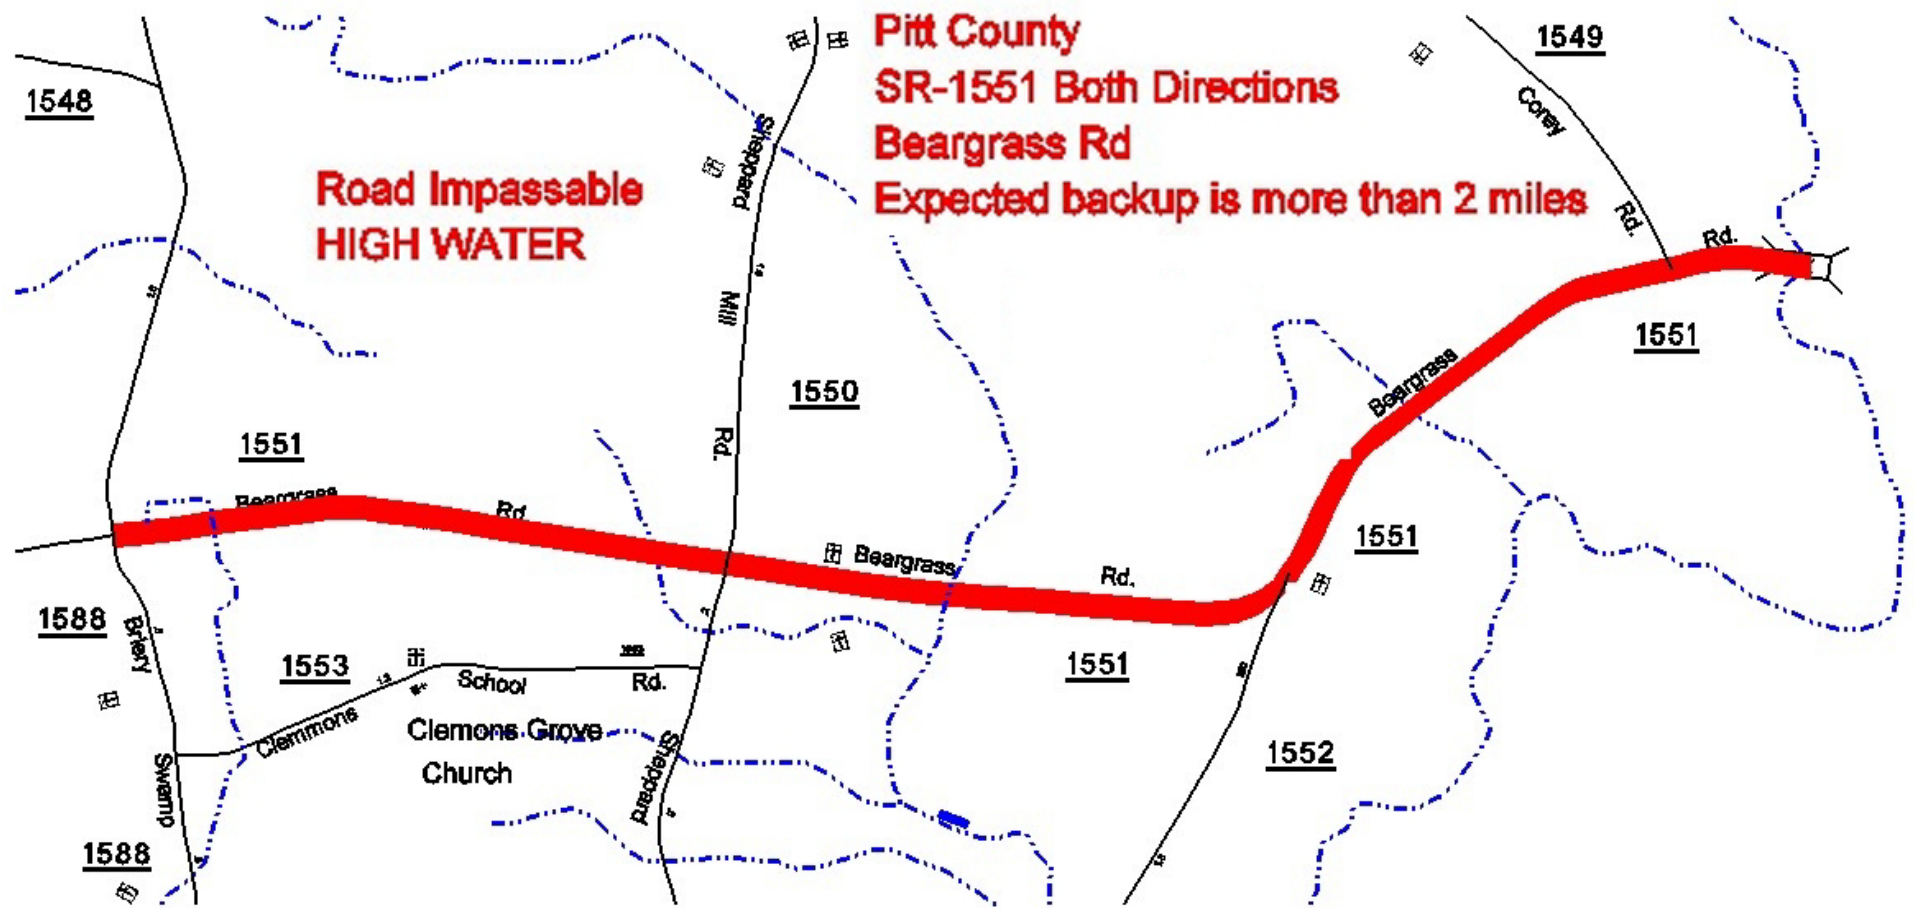 Pitt County
SR-1551 Both Directions
Beargrass Rd
Expected backup is more than 2 miles
Road Impassable
HIGH WATER
1549
1548
Corey
Rd.
Sheppard
Mill
Rd.
Rd.
1551
1550
Beargrass
1551
Beargrass
Rd
Beargrass
Rd.
1551
1588
Briery
Swamp
1553
School
Rd.
Clemmons
Clemons Grove
Church
Sheppard
1551
1552
1588